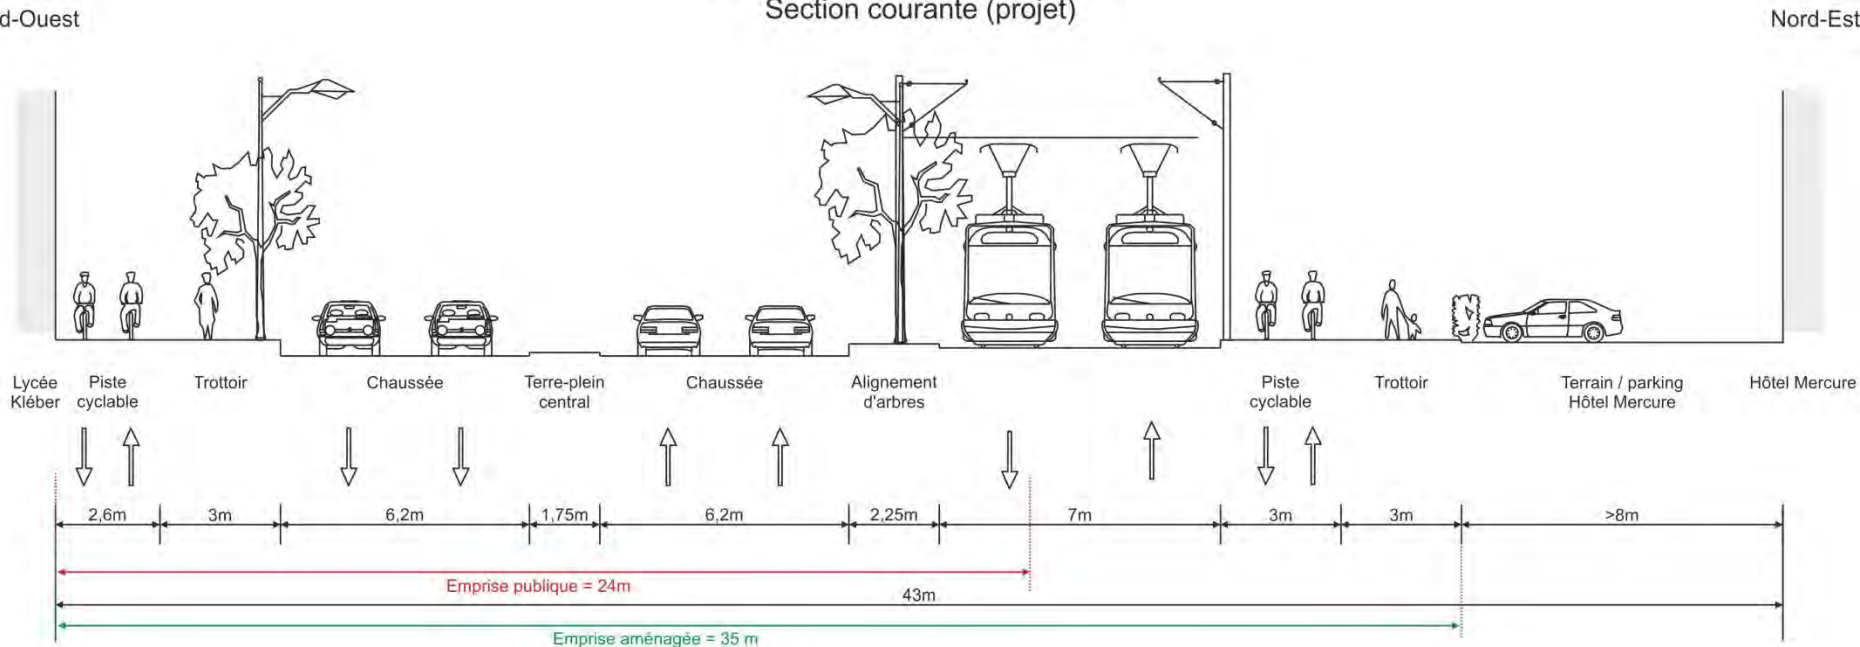 d-Ouest
Section courante (projet)
Nord-Est
Lycée
Kléber
Piste
cyclable
Trottoir
Chaussée
Terre-plein
central
Chaussée
Alignement
d'arbres
Piste
cyclable
Trottoir
Terrain / parking
Hôtel Mercure
Hôtel Mercure
2,6m
3m
6,2m
1,75m
6,2m
2,25m
7m
3m
3m
>8m
Emprise publique = 24m
43m
Emprise aménagée = 35 m